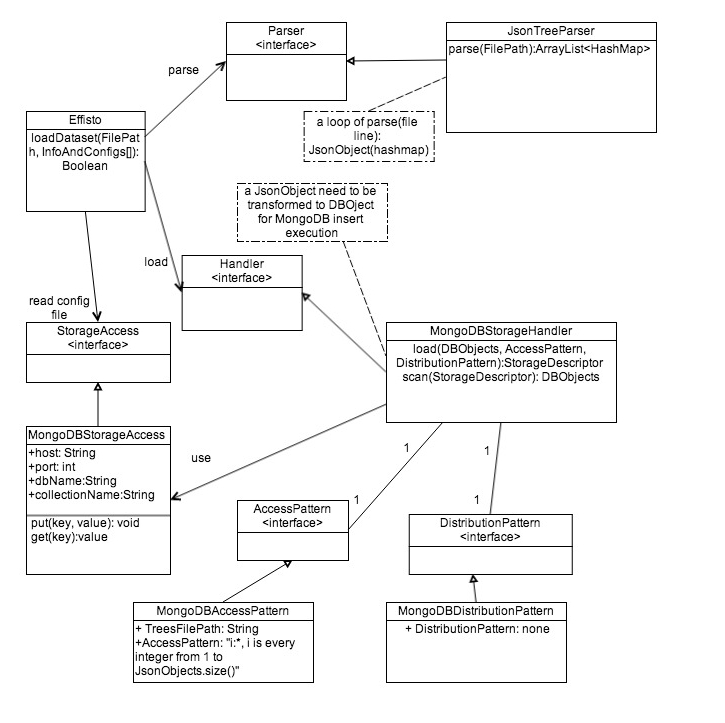 Parser
<interface>
JsonTreeParser
parse(FilePath):ArrayList<HashMap>
parse
Effisto
loadDataset(FilePat
h, InfoAndConfigs[]):
Boolean
a loop of parse(file
line):
JsonObject(hashmap)
a JsonObject need to be
transformed to DBOject
for MongoDB insert
execution
load
Handler
<interface>
read config
file
StorageAccess
<interface>
MongoDBStorageHandler
load(DBObjects, AccessPattern,
DistributionPattern):StorageDescriptor
scan(StorageDescriptor): DBObjects
MongoDBStorageAccess
+host: String
+port: int
+dbName:String
+collectionName:String
put(key, value): void
get(key):value
use
1
1
1
1
AccessPattern
<interface>
DistributionPattern
<interface>
MongoDBAccessPattern
+ TreesFilePath: String
+AccessPattern: "i:*, i is every
integer from 1 to
JsonObjects.size()"
MongoDBDistributionPattern
+ DistributionPattern: none